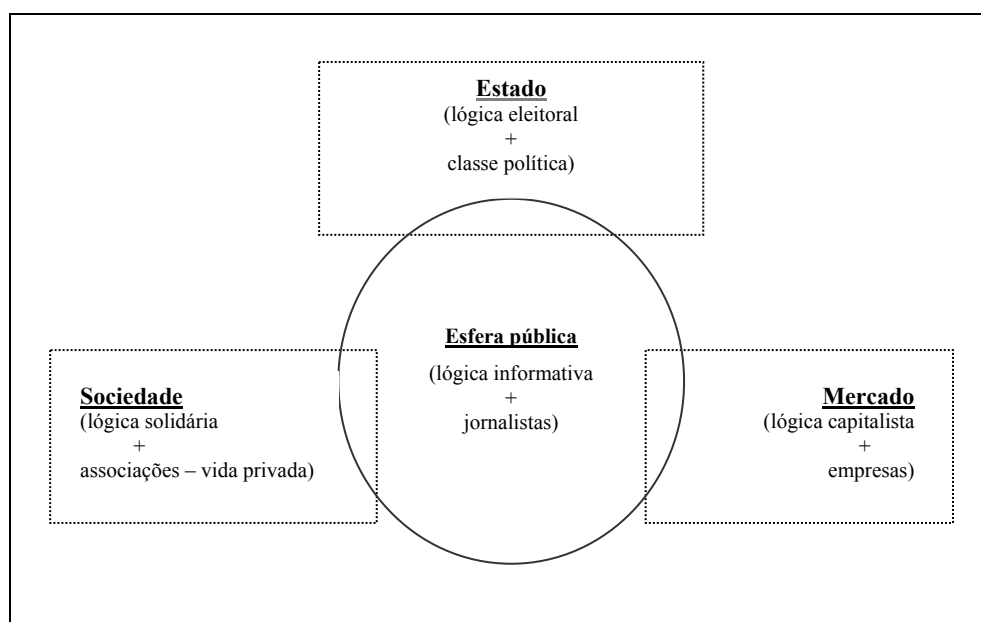 Estado
(lógica eleitoral
+
classe política)
Esfera pública
(lógica informativa
+
jornalistas)
Sociedade
(lógica solidária
+
associações – vida privada)
Mercado
(lógica capitalista
+
empresas)